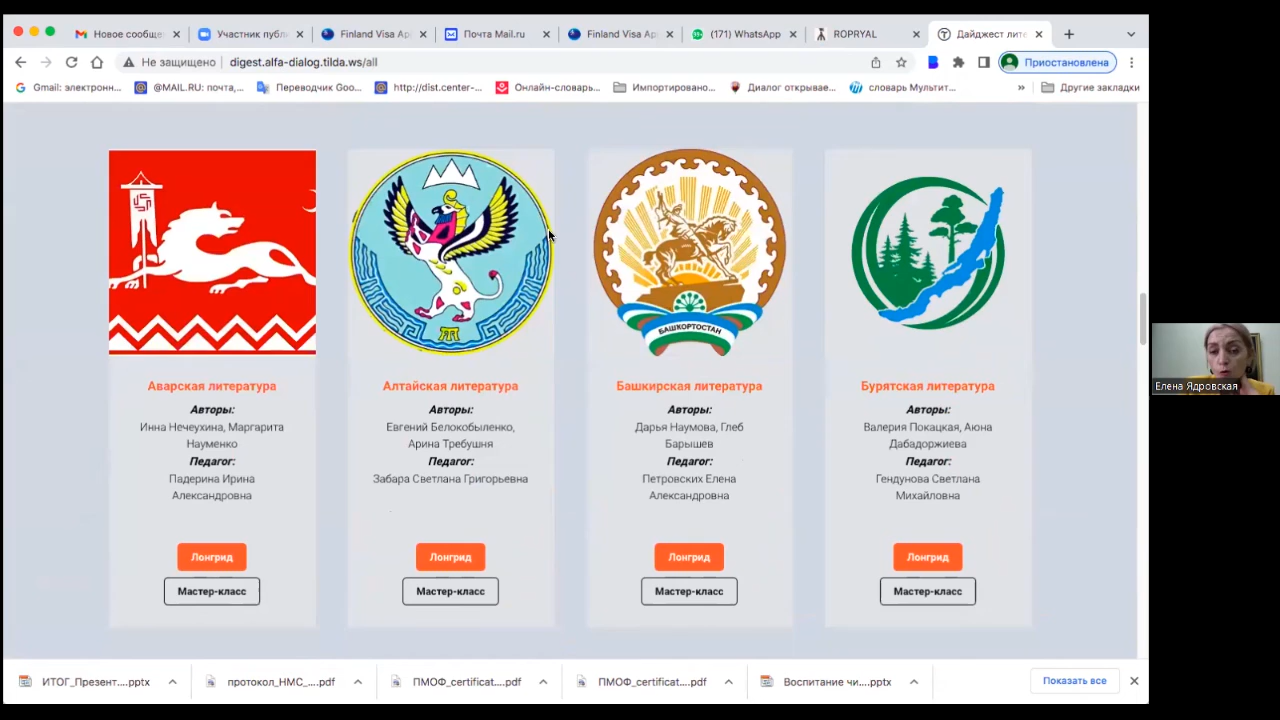 Новое сообще
Участник публ
Finland Visa Ap
Почта Mail.ru
Finland Visa Ap
(171) WhatsApp
ROPRYAL
Дайджест лите
Не защищено
digest.alfa-dialog.tilda.ws/all
Приостановлена
Gmail: электронн...
@MAIL.RU: почта,...
Переводчик Goo...
http://dist.center-...
Онлайн-словарь...
Импортировано...
Диалог открывае...
словарь Мультит...
»
Другие закладки
БАШКОРТОСТАН
Аварская литература
Авторы:
Инна Нечеухина, Маргарита
Науменко
Педагог:
Падерина Ирина
Александровна
Лонгрид
Мастер-класс
Алтайская литература
Авторы:
Евгений Белокобыленко,
Арина Требушня
Педагог:
Забара Светлана Григорьевна
Лонгрид
Мастер-класс
Башкирская литература
Авторы:
Дарья Наумова, Глеб
Барышев
Педагог:
Петровских Елена
Александровна
Лонгрид
Мастер-класс
Бурятская литература
Авторы:
Валерия Покацкая, Аюна
Дабадоржиева
Педагог:
Гендунова Светлана
Михайловна
Лонгрид
Мастер-класс
Елена Ядровская
ИТОГ_Презент....pptx
протокол_НМС_....pdf
ПМОФ_certificat....pdf
ПМОФ_certificat....pdf
Воспитание чи....pptx
Показать все